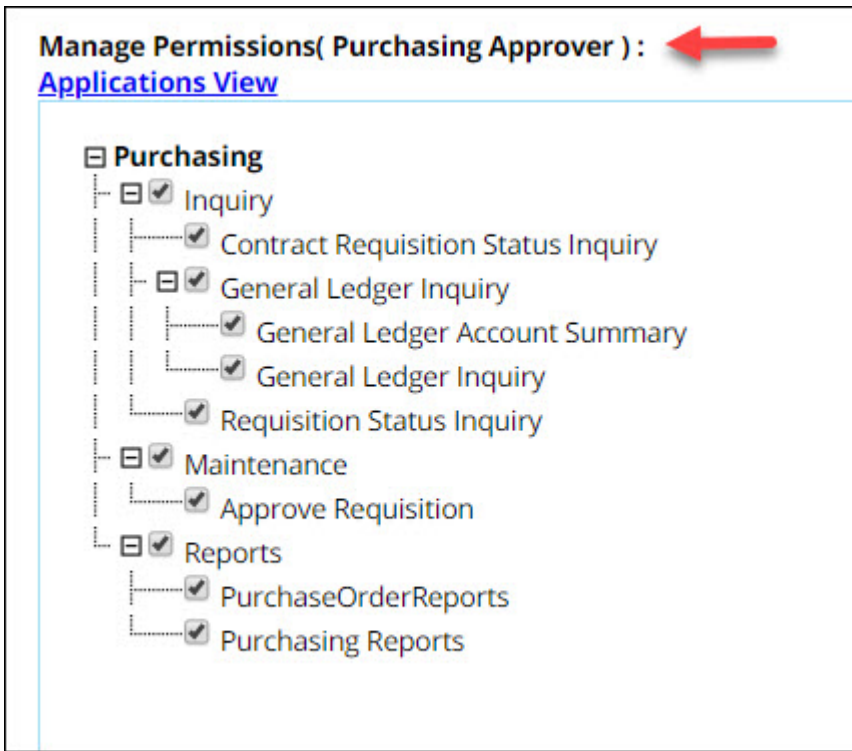 Manage Permissions( Purchasing Approver ) :
Applications View
Purchasing
Inquiry
Contract Requisition Status Inquiry
General Ledger Inquiry
General Ledger Account Summary
General Ledger Inquiry
Requisition Status Inquiry
Maintenance
Approve Requisition
Reports
PurchaseOrderReports
Purchasing Reports